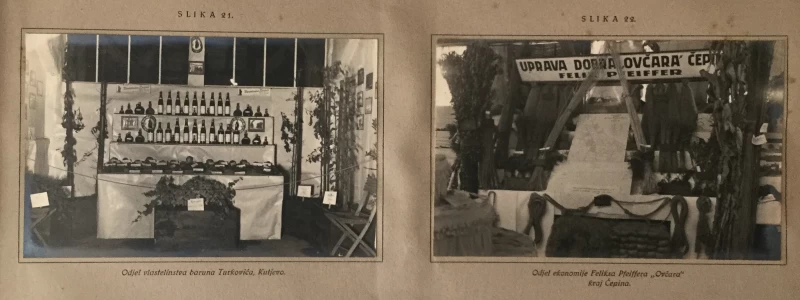 SLIKA 21.
Odjel vlastelinstva baruna Turkovića, Kutjevo.
SLIKA 22.
UPRAVA DOBRA „OVČARA” ČEPIN
FELIKS PFEIFFER
Odjel ekonomije Feliksa Pfeiffera „Ovčara”
kraj Čepina.